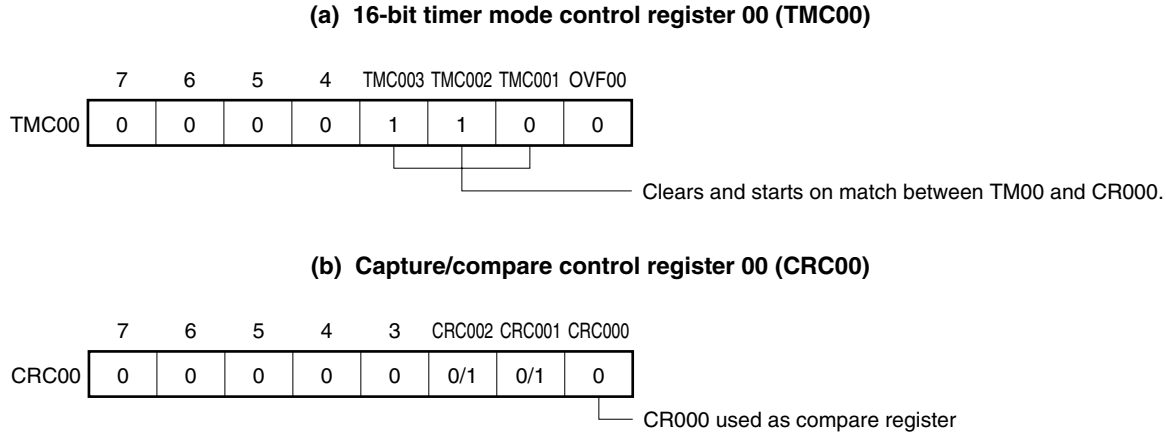 (a) 16-bit timer mode control register 00 (TMC00)
7 6 5 4 TMC003 TMC002 TMC001 OVF00
TMC00 0 0 0 0 1 1 0 0
Clears and starts on match between TM00 and CR000.
(b) Capture/compare control register 00 (CRC00)
7 6 5 4 3 CRC002 CRC001 CRC000
CRC00 0 0 0 0 0 0/1 0/1 0
CR000 used as compare register